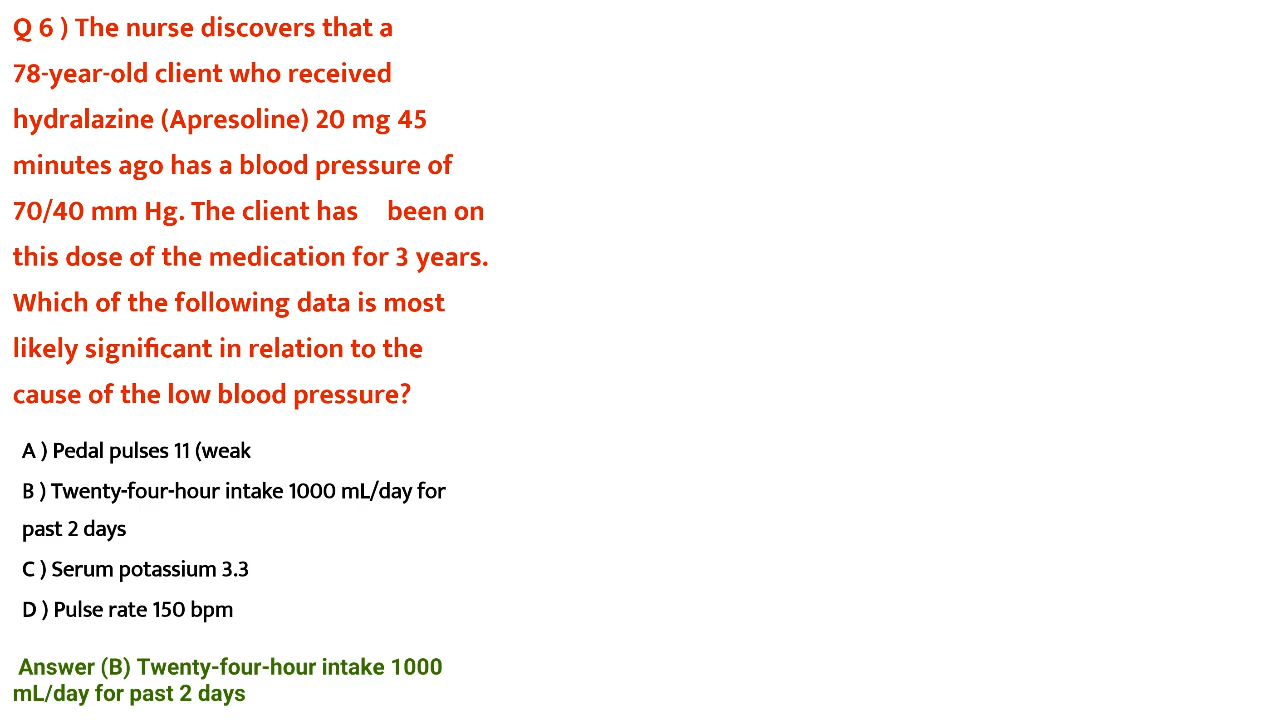 Q 6 ) The nurse discovers that a
78-year-old client who received
hydralazine (Apresoline) 20 mg 45
minutes ago has a blood pressure of
70/40 mm Hg. The client has been on
this dose of the medication for 3 years.
Which of the following data is most
likely significant in relation to the
cause of the low blood pressure?
A ) Pedal pulses 11 (weak
B ) Twenty-four-hour intake 1000 mL/day for
past 2 days
C ) Serum potassium 3.3
D ) Pulse rate 150 bpm
Answer (B) Twenty-four-hour intake 1000
mL/day for past 2 days